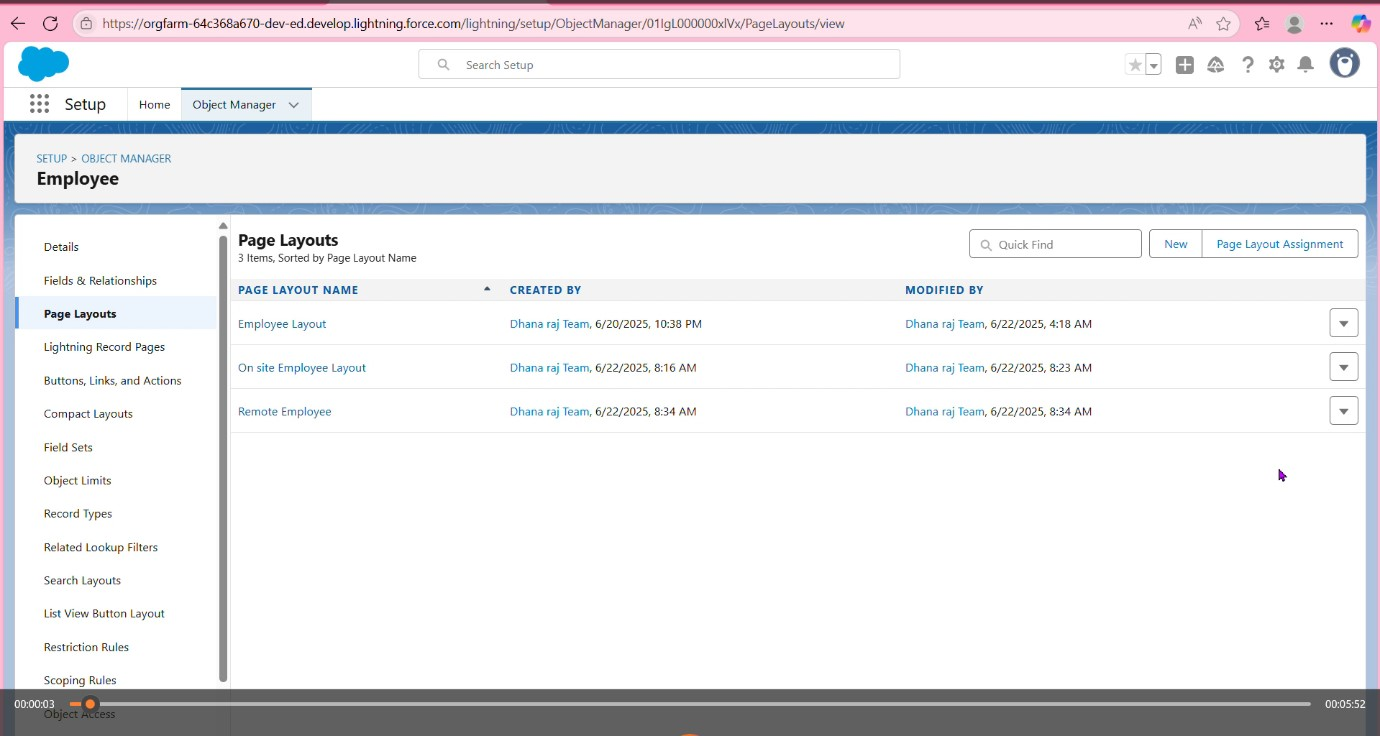 https://orgfarm-64c368a670-dev-ed.develop.lightning.force.com/lightning/setup/ObjectManager/01IgL000000xlVx/PageLayouts/view
Search Setup
Setup
Home
Object Manager
SETUP > OBJECT MANAGER
Employee
Details
Fields & Relationships
Page Layouts
Lightning Record Pages
Buttons, Links, and Actions
Compact Layouts
Field Sets
Object Limits
Record Types
Related Lookup Filters
Search Layouts
List View Button Layout
Restriction Rules
Scoping Rules
Object Access
Page Layouts
3 Items, Sorted by Page Layout Name
Quick Find
New
Page Layout Assignment
PAGE LAYOUT NAME CREATED BY MODIFIED BY
Employee Layout Dhana raj Team, 6/20/2025, 10:38 PM Dhana raj Team, 6/22/2025, 4:18 AM
On site Employee Layout Dhana raj Team, 6/22/2025, 8:16 AM Dhana raj Team, 6/22/2025, 8:23 AM
Remote Employee Dhana raj Team, 6/22/2025, 8:34 AM Dhana raj Team, 6/22/2025, 8:34 AM
00:00:03
00:05:52